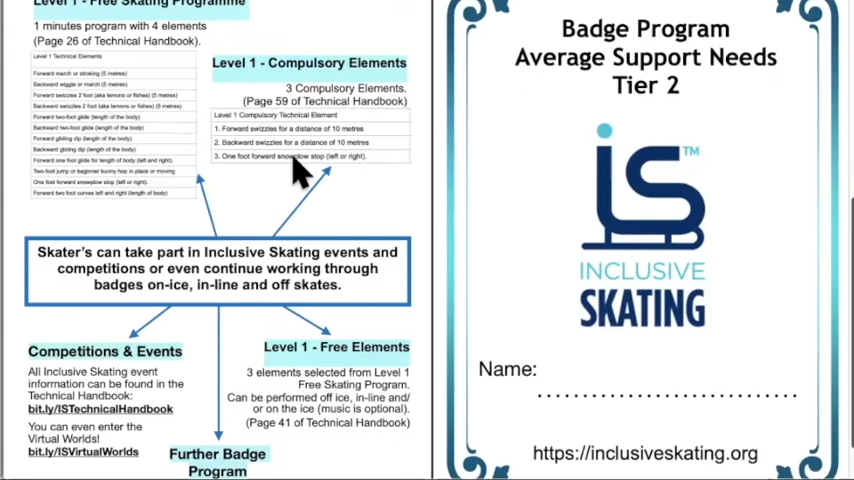 Level 1 - Free Skating Programme
1 minutes program with 4 elements
(Page 26 of Technical Handbook).
Level 1 Technical Elements
Forward march or stroking (5 metres)
Backward wiggle or march (5 metres)
Forward swizzles 2 foot (aka lemons or fishes) (5 metres)
Backward swizzles 2 foot (aka lemons or fishes) (5 metres)
Forward two-foot glide (length of the body)
Backward two-foot glide (length of the body)
Forward gliding dip (length of the body)
Backward gliding dip (length of the body)
Forward one foot glide for length of body (left and right).
Two-foot jump or beginner bunny hop in place or moving
One foot forward snowplow stop (left or right).
Forward two foot curves left and right (length of body)
Level 1 - Compulsory Elements
3 Compulsory Elements.
(Page 59 of Technical Handbook)
Level 1 Compulsory Technical Element
1. Forward swizzles for a distance of 10 metres
2. Backward swizzles for a distance of 10 metres
3. One foot forward snowplow stop (left or right).
Skater's can take part in Inclusive Skating events and
competitions or even continue working through
badges on-ice, in-line and off skates.
Competitions & Events
All Inclusive Skating event
information can be found in the
Technical Handbook:
bit.ly/ISTechnicalHandbook
You can even enter the
Virtual Worlds!
bit.ly/ISVirtualWorlds
Level 1 - Free Elements
3 elements selected from Level 1
Free Skating Program.
Can be performed off ice, in-line and/
or on the ice (music is optional).
(Page 41 of Technical Handbook)
Further Badge
Program
Badge Program
Average Support Needs
Tier 2
iS™
INCLUSIVE
SKATING
Name:
..............................
https://inclusiveskating.org